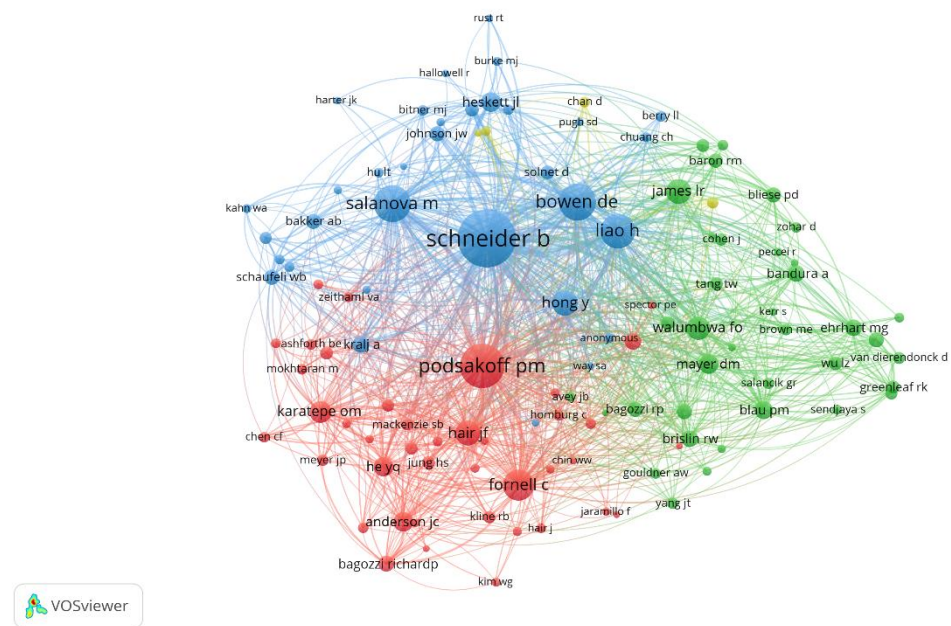 rust rt
burke mj
hallowell r
harter jk
heskett jl
chan d
bitner mj
berry ll
pugh sd
johnson jw
chuang ch
baron rm
solnet d
hu lt
james lr
bliese pd
salanova m
bowen de
kahn wa
bakker ab
liao h
zohar d
schneider b
cohen j
peccei r
schaufeli wb
bandura a
tang tw
zeithaml va
hong y
spector pe
kerr s
walumbwa fo
brown me
ehrhart mg
anonymous
ashforth be
kralj a
van dierendonck d
wu lz
podsakoff pm
way sa
mayer dm
mokhtaran m
salancik gr
greenleaf rk
avey jb
karatepe om
bagozzi rp
blau pm
sendjaya s
homburg c
mackenzie sb
hair jf
chen cf
brislin rw
meyer jp
jung hs
he yq
chin ww
gouldner aw
fornell c
yang jt
jaramillo f
kline rb
anderson jc
hair j
bagozzi richardp
kim wg
VOSviewer